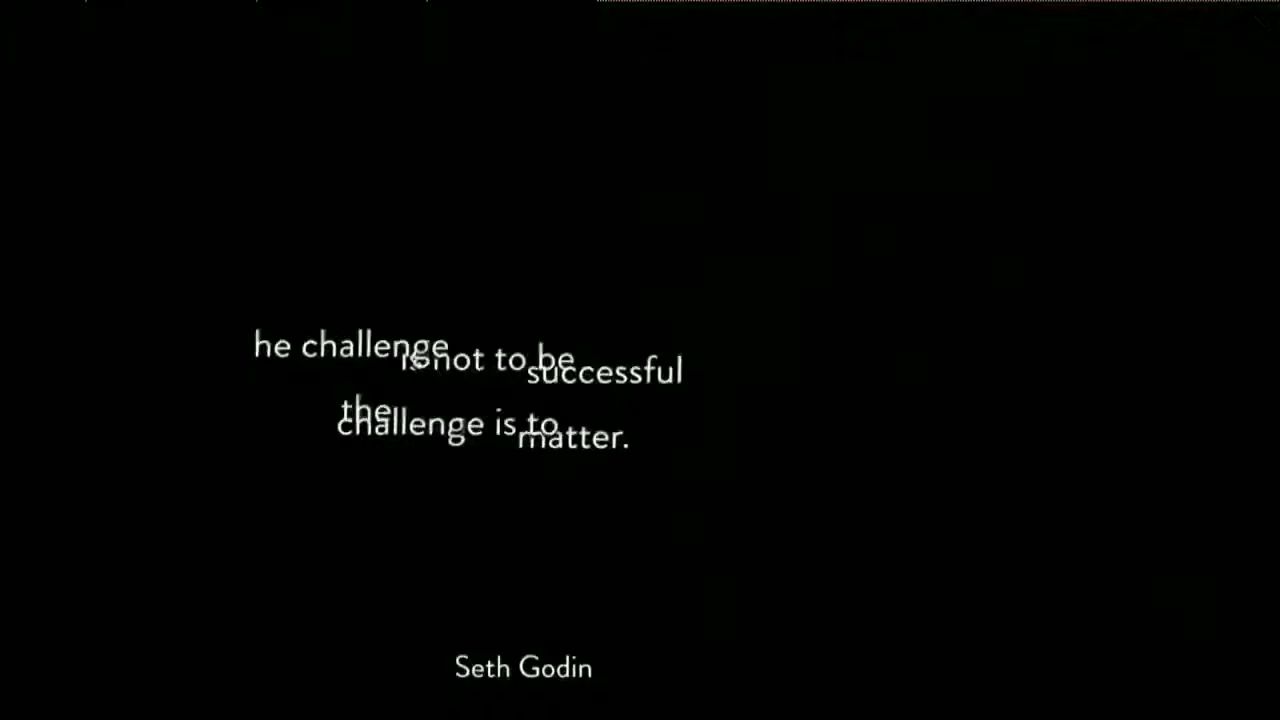 he challenge is not to be successful
the challenge is to matter.
Seth Godin